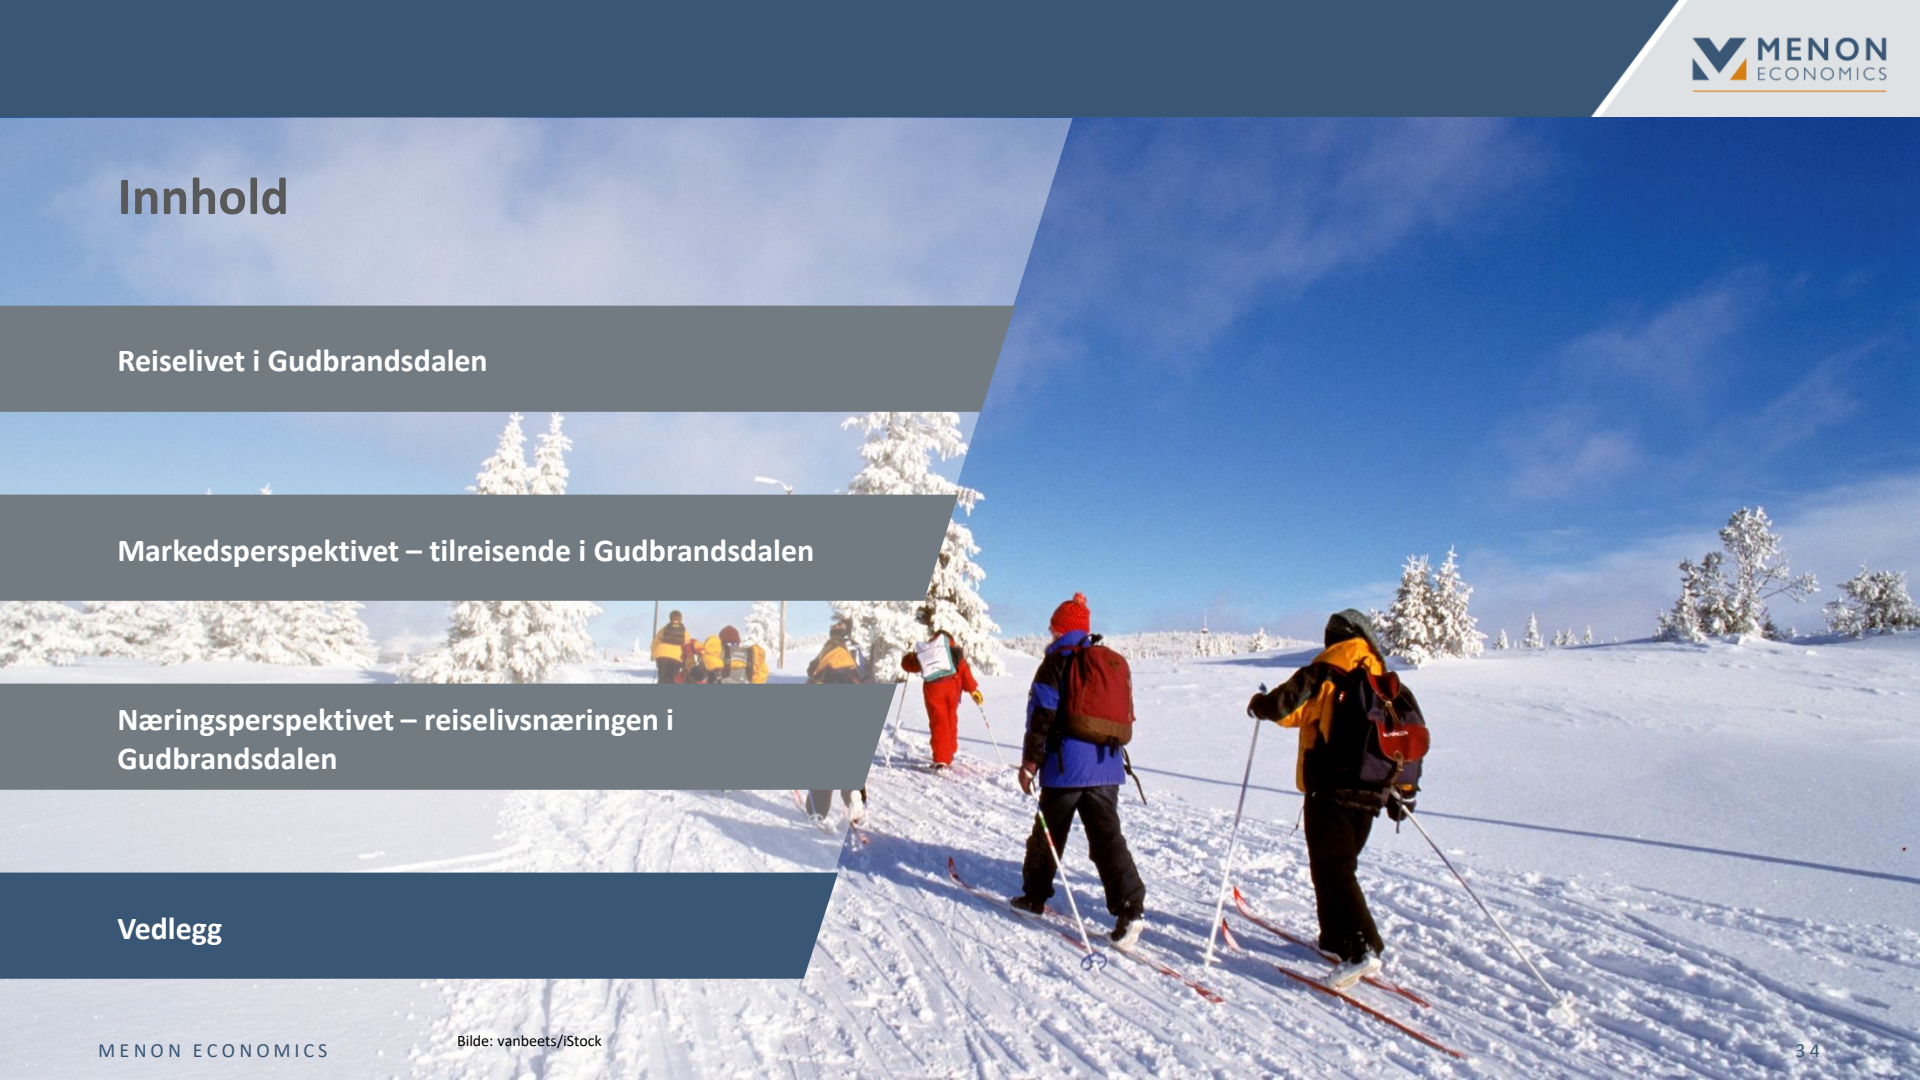 MENON
ECONOMICS
Innhold
Reiselivet i Gudbrandsdalen
Markedsperspektivet – tilreisende i Gudbrandsdalen
Næringsperspektivet – reiselivsnæringen i
Gudbrandsdalen
Vedlegg
MENON ECONOMICS
Bilde: vanbeets/iStock
34